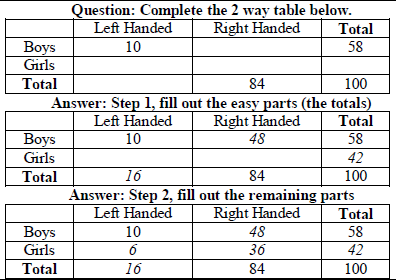 Question: Complete the 2 way table below.
Left Handed Right Handed Total
Boys 10 58
Girls
Total 84 100
Answer: Step 1, fill out the easy parts (the totals)
Left Handed Right Handed Total
Boys 10 48 58
Girls 42
Total 16 84 100
Answer: Step 2, fill out the remaining parts
Left Handed Right Handed Total
Boys 10 48 58
Girls 6 36 42
Total 16 84 100